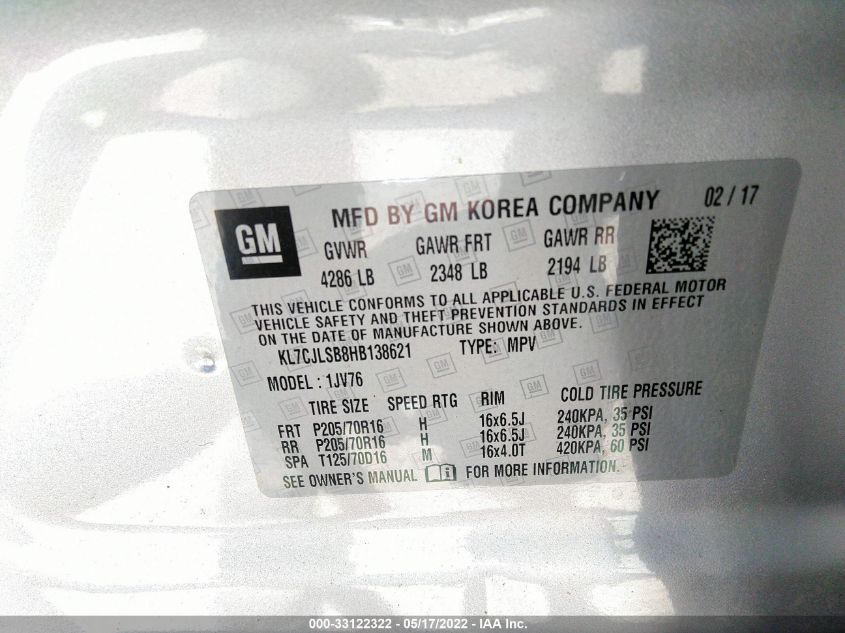 GM
MFD BY GM KOREA COMPANY 02 / 17
GVWR GAWR FRT GAWR RR
4286 LB 2348 LB 2194 LB
THIS VEHICLE CONFORMS TO ALL APPLICABLE U.S. FEDERAL MOTOR
VEHICLE SAFETY AND THEFT PREVENTION STANDARDS IN EFFECT
ON THE DATE OF MANUFACTURE SHOWN ABOVE.
KL7CJLSB8HB138621 TYPE: MPV
MODEL : 1JV76
TIRE SIZE SPEED RTG RIM COLD TIRE PRESSURE
FRT P205/70R16 H 16x6.5J 240KPA, 35 PSI
RR P205/70R16 H 16x6.5J 240KPA, 35 PSI
SPA T125/70D16 M 16x4.0T 420KPA, 60 PSI
SEE OWNER'S MANUAL FOR MORE INFORMATION.
000-33122322 - 05/17/2022 - IAA Inc.